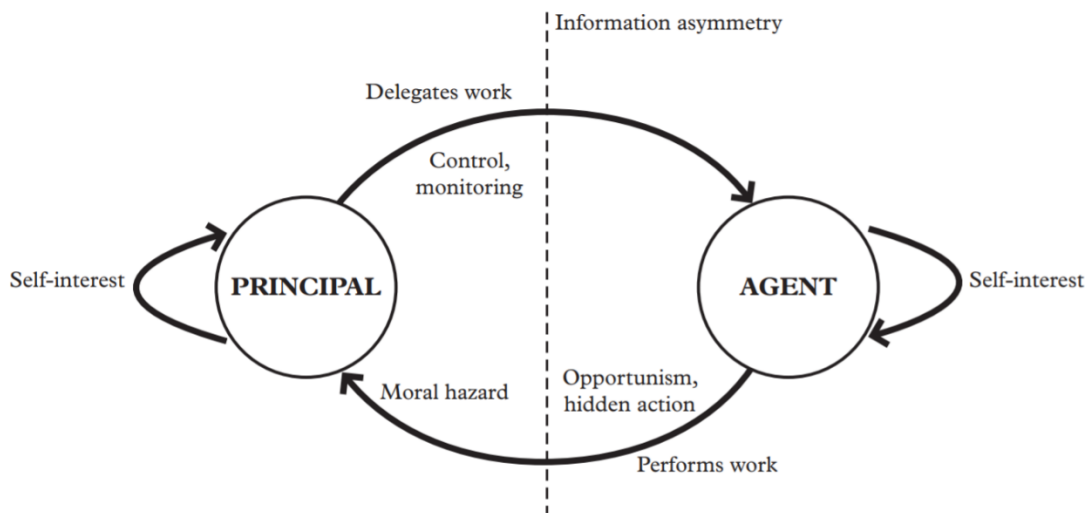 Information asymmetry
Delegates work
Control,
monitoring
Self-interest
PRINCIPAL
AGENT
Self-interest
Moral hazard
Opportunism,
hidden action
Performs work